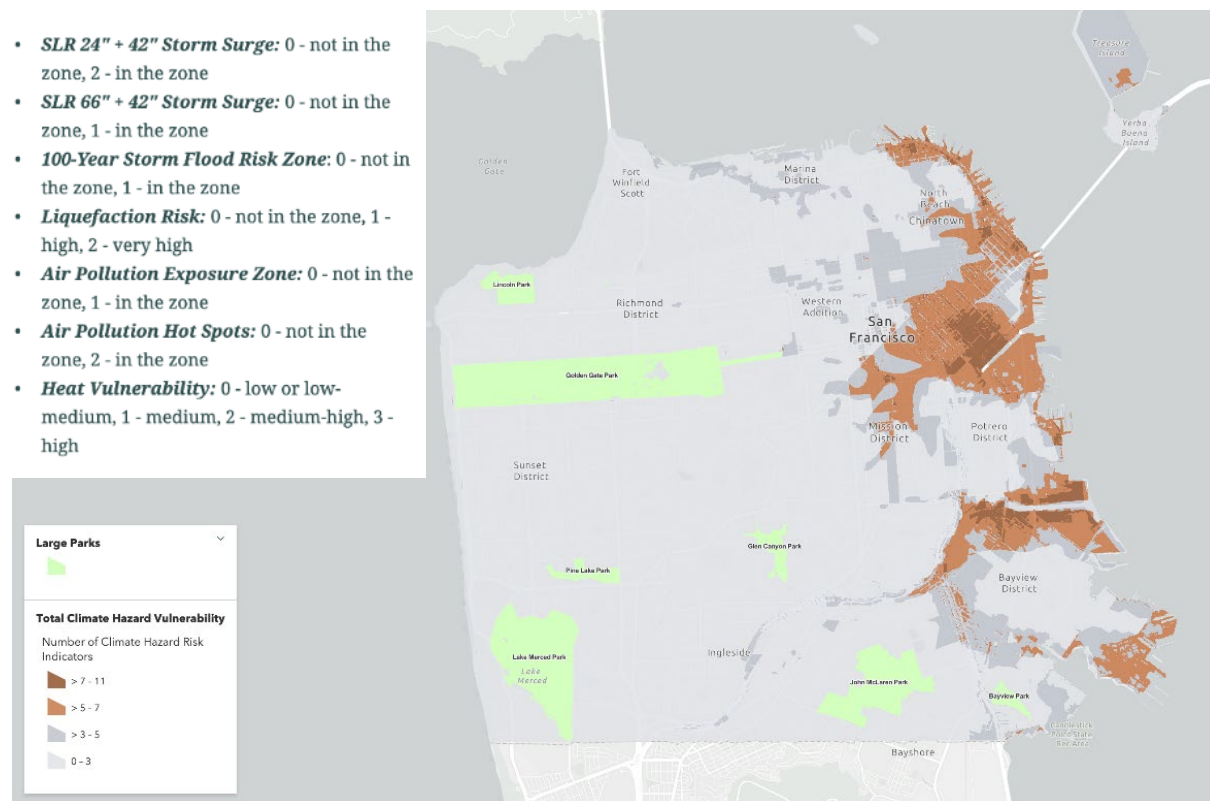 • SLR 24" + 42" Storm Surge: 0 - not in the
zone, 2 - in the zone
• SLR 66" + 42" Storm Surge: 0 - not in the
zone, 1 - in the zone
• 100-Year Storm Flood Risk Zone: 0 - not in
the zone, 1 - in the zone
• Liquefaction Risk: 0 - not in the zone, 1 -
high, 2 - very high
• Air Pollution Exposure Zone: 0 - not in the
zone, 1 - in the zone
• Air Pollution Hot Spots: 0 - not in the
zone, 2 - in the zone
• Heat Vulnerability: 0 - low or low-
medium, 1 - medium, 2 - medium-high, 3 -
high
Treasure
Island
Yerba
Buena
Island
Golden
Gate
Fort
Winfield
Scott
Marina
District
North
Beach
Chinatown
Lincoln Park
Richmond
District
Western
Addition
San
Francisco
Golden Gate Park
Mission
District
Potrero
District
Sunset
District
Glen Canyon Park
Pine Lake Park
Bayview
District
Lake Merced Park
Lake
Merced
Ingleside
John McLaren Park
Bayview Park
Candlestick
Point State
Rec Area
Bayshore
Large Parks
Total Climate Hazard Vulnerability
Number of Climate Hazard Risk
Indicators
> 7 - 11
> 5 - 7
> 3 - 5
0 - 3